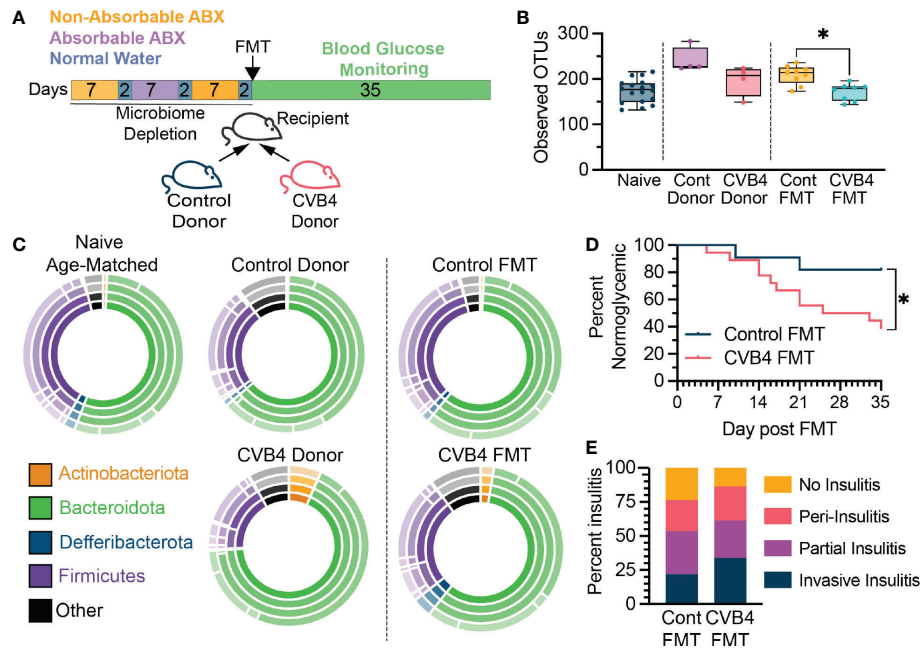 A
Non-Absorbable ABX
Absorbable ABX
Normal Water
FMT
Blood Glucose
Monitoring
Days
7
2
7
2
7
2
35
Microbiome
Depletion
Recipient
Control
Donor
CVB4
Donor
B
Observed OTUs
300
200
100
0
*
Naive
Cont
Donor
CVB4
Donor
Cont
FMT
CVB4
FMT
C
Naive
Age-Matched
Control Donor
Control FMT
CVB4 Donor
CVB4 FMT
Actinobacteriota
Bacteroidota
Defferibacterota
Firmicutes
Other
D
Percent
Normoglycemic
100
80
60
40
20
0
*
Control FMT
CVB4 FMT
0
7
14
21
28
35
Day post FMT
E
Percent insulitis
100
75
50
25
0
Cont
FMT
CVB4
FMT
No Insulitis
Peri-Insulitis
Partial Insulitis
Invasive Insulitis